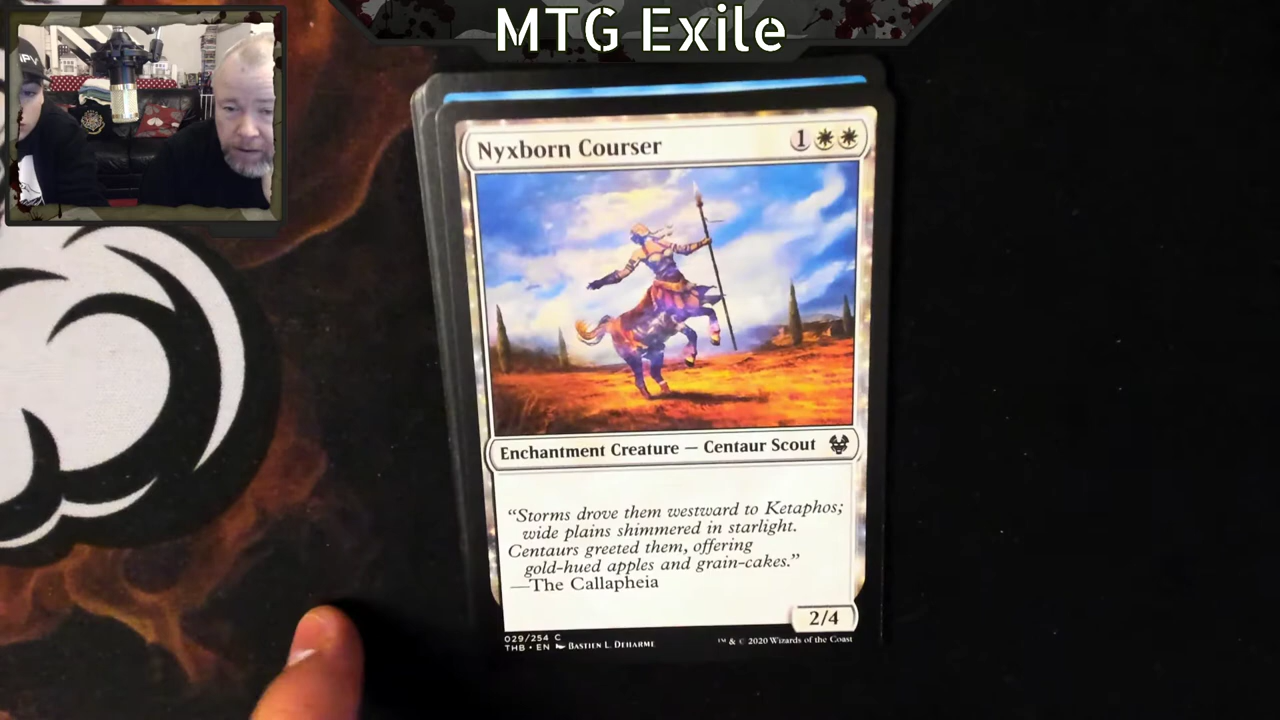 MTG Exile
Nyxborn Courser
1
Enchantment Creature — Centaur Scout
“Storms drove them westward to Ketaphos;
wide plains shimmered in starlight.
Centaurs greeted them, offering
gold-hued apples and grain-cakes.”
—The Callapheia
2/4
029/254 C
THB • EN BASTIEN L. DEHARME
™ & © 2020 Wizards of the Coast